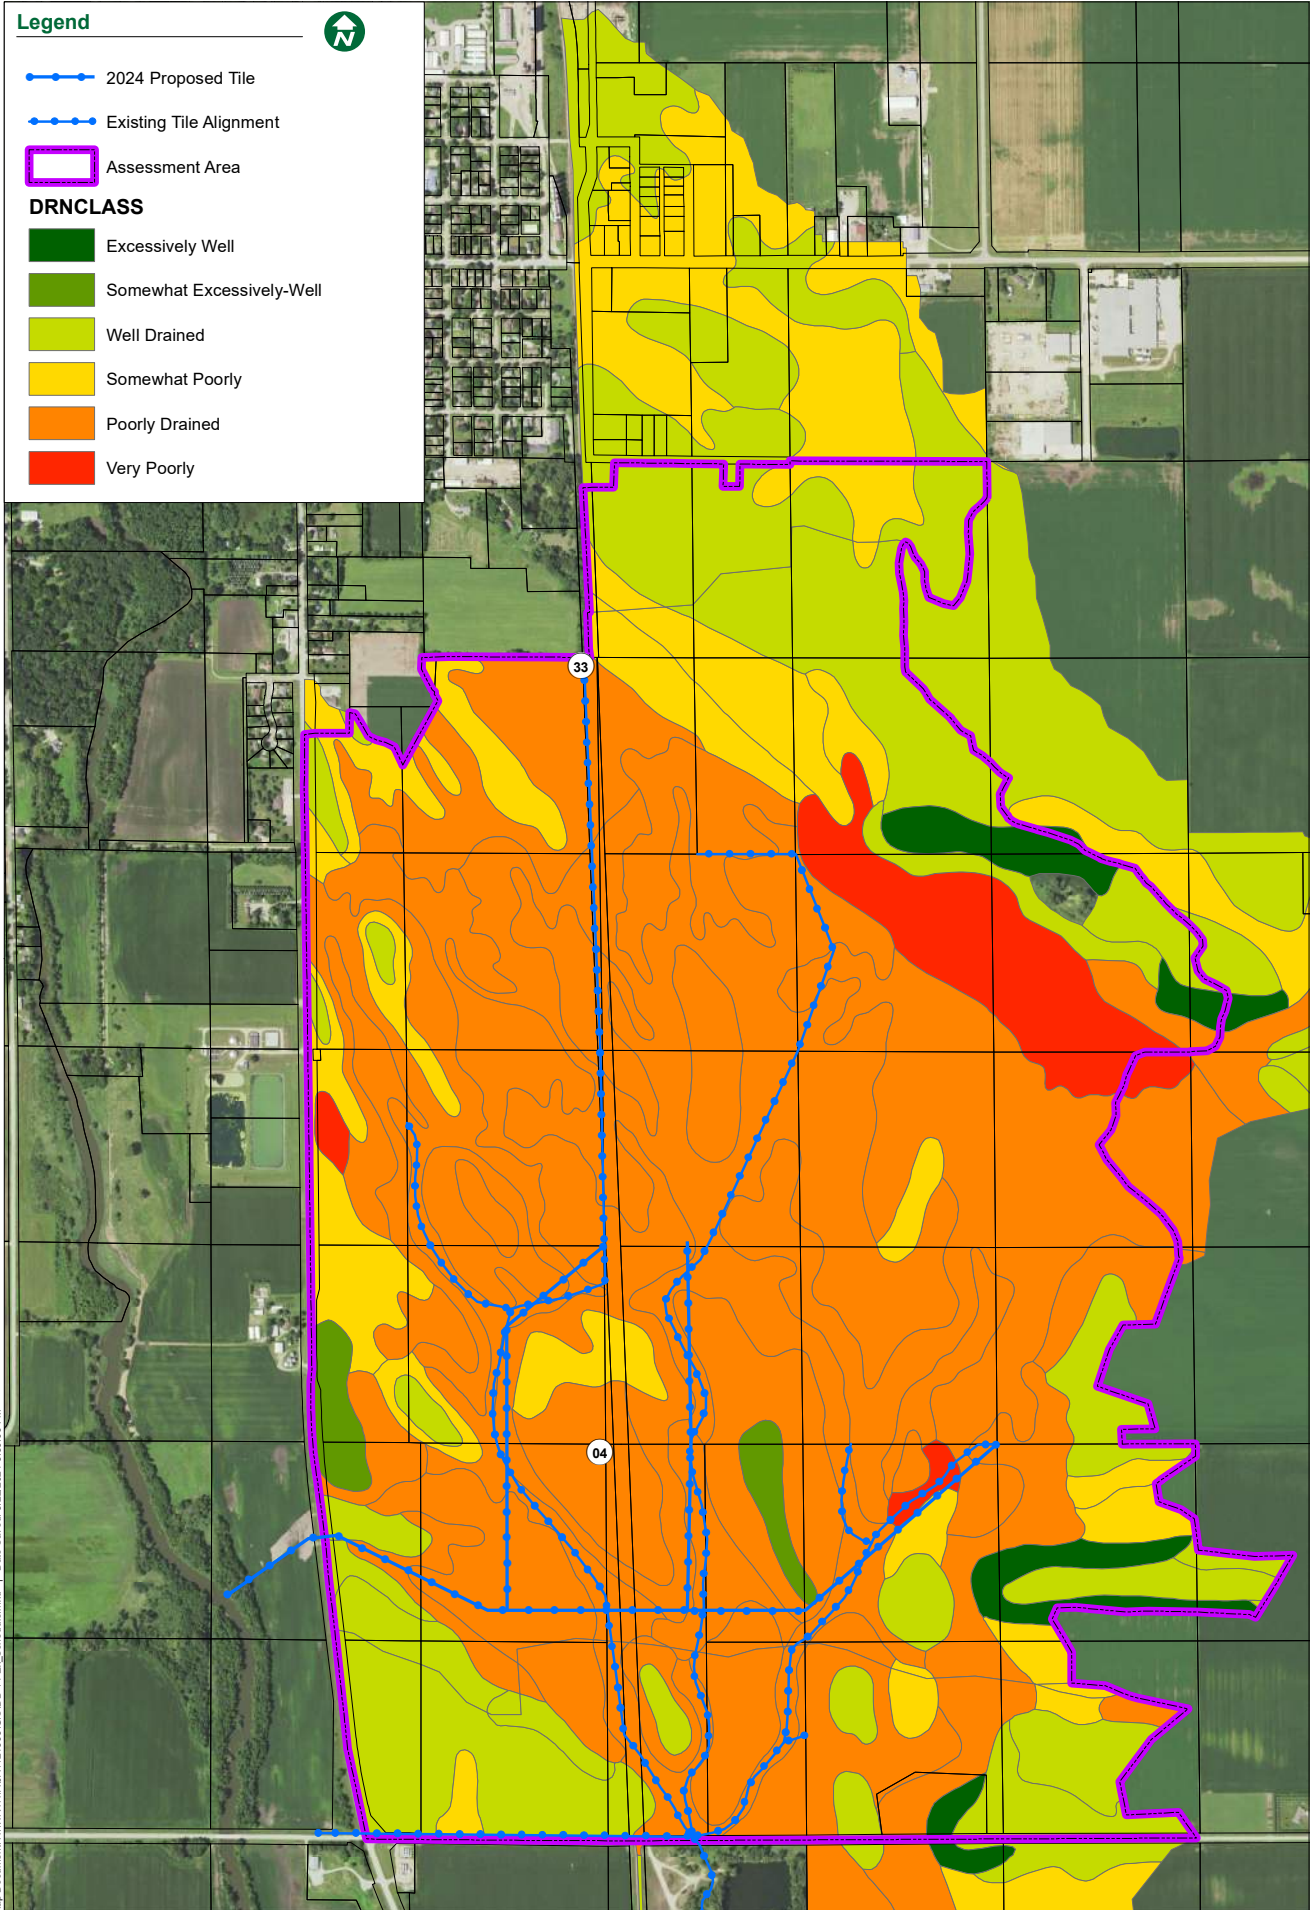 Legend
N
2024 Proposed Tile
Existing Tile Alignment
Assessment Area
DRNCLASS
Excessively Well
Somewhat Excessively-Well
Well Drained
Somewhat Poorly
Poorly Drained
Very Poorly
33
04